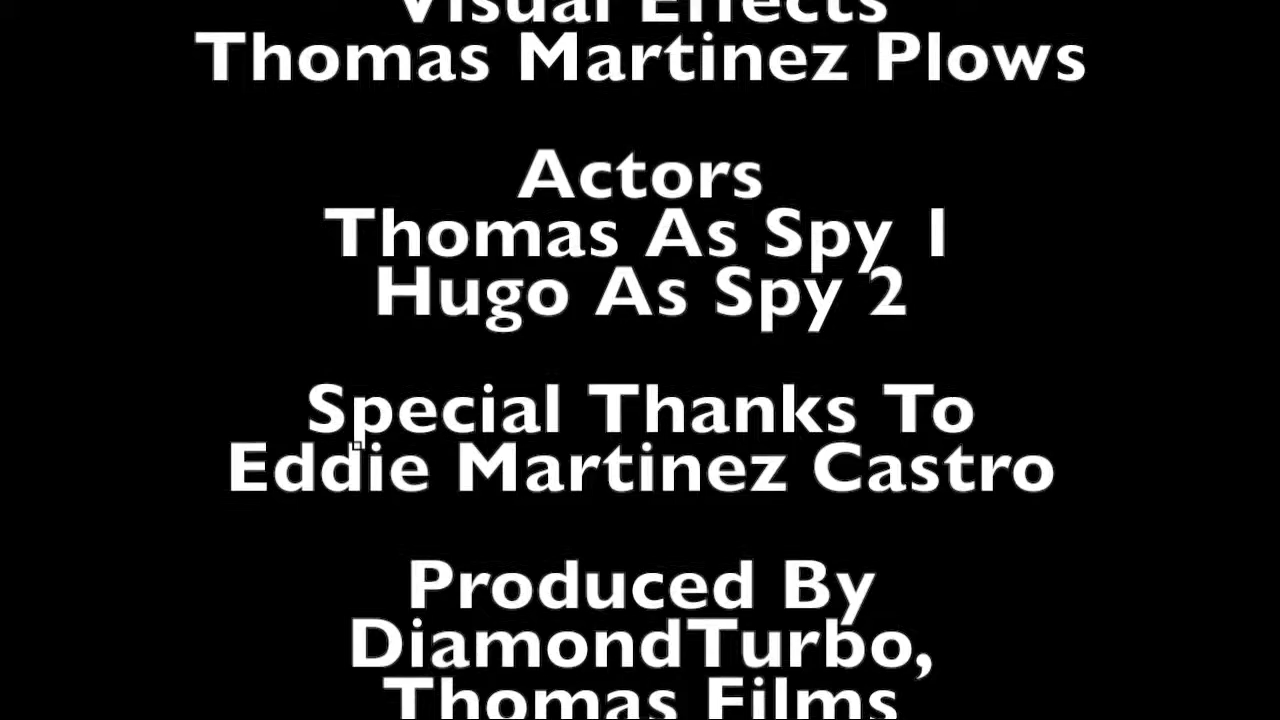 Visual Effects
Thomas Martinez Plows
Actors
Thomas As Spy 1
Hugo As Spy 2
Special Thanks To
Eddie Martinez Castro
Produced By
DiamondTurbo,
Thomas Films